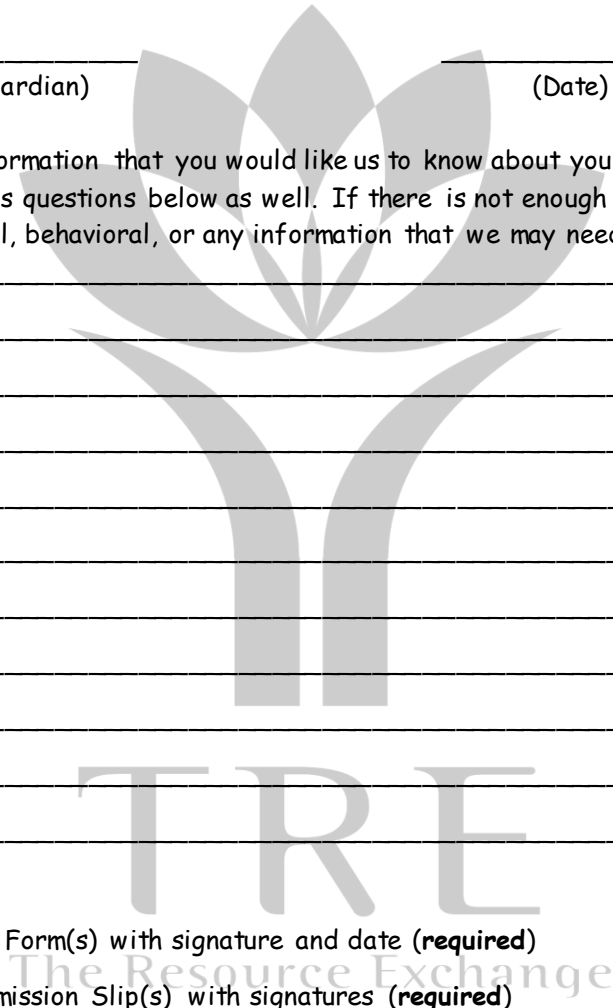 ardian) (Date)
ormation that you would like us to know about you
s questions below as well. If there is not enough
l, behavioral, or any information that we may need
TRE
Form(s) with signature and date (required)
The Resource Exchange
mission Slip(s) with signatures (required)